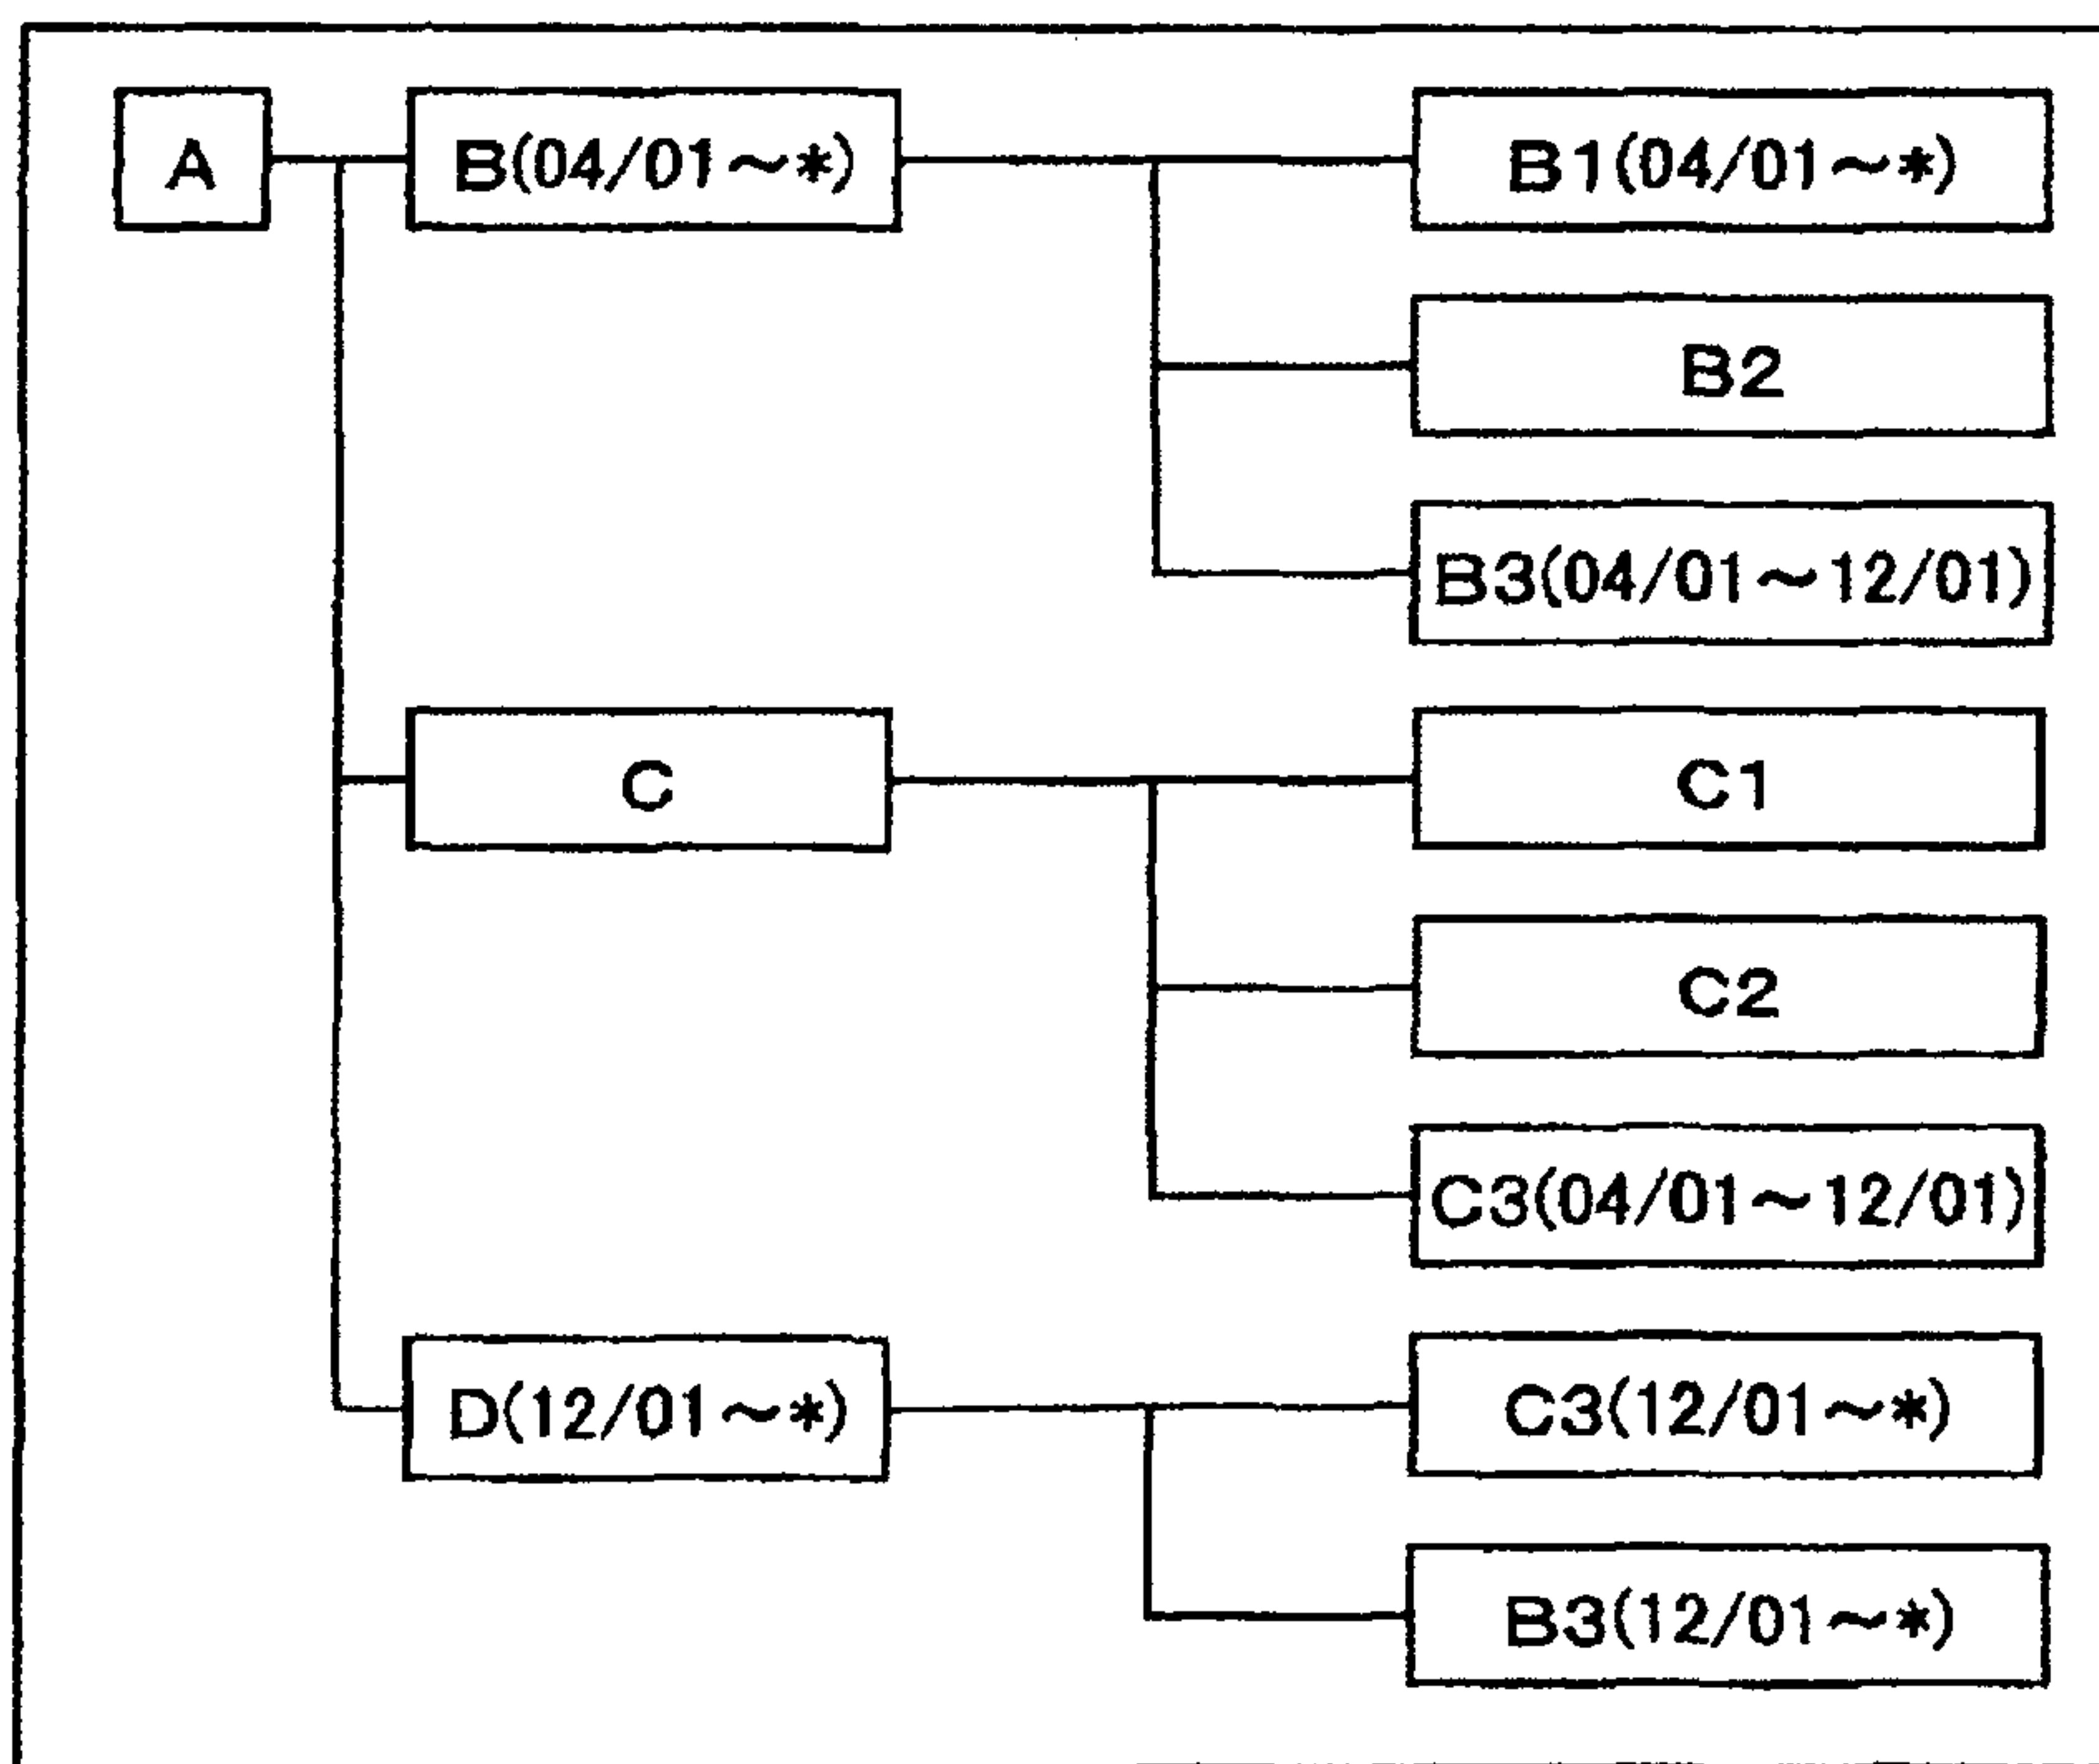 A
B(04/01～*)
B1(04/01～*)
B2
B3(04/01～12/01)
C
C1
C2
C3(04/01～12/01)
D(12/01～*)
C3(12/01～*)
B3(12/01～*)